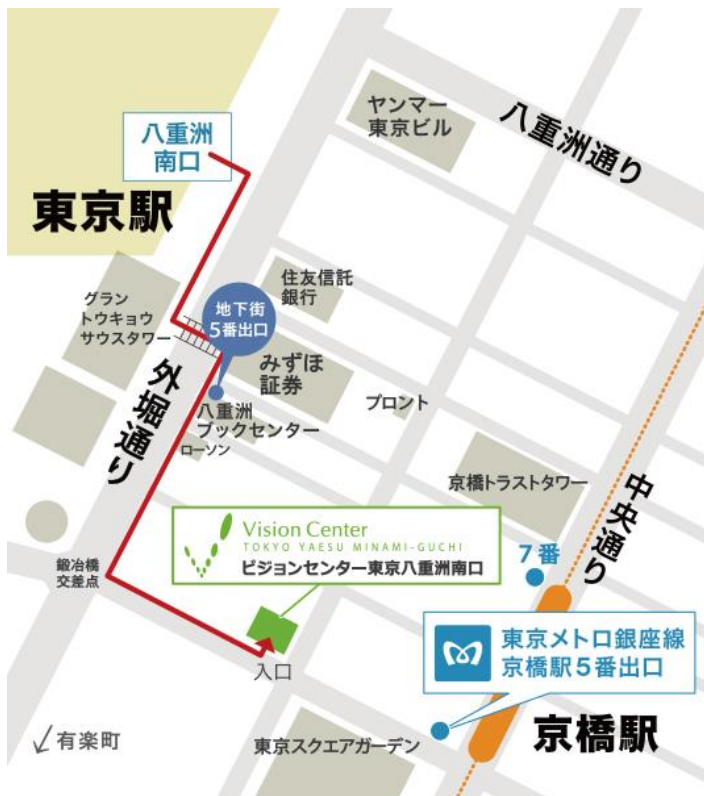 ヤンマー
東京ビル
八重洲通り
八重洲
南口
東京駅
住友信託
銀行
グラン
トウキョウ
サウスタワー
地下街
5番出口
みずほ
証券
外堀通り
八重洲
ブックセンター
ローソン
プロント
京橋トラストタワー
中央通り
Vision Center
TOKYO YAESU MINAMI-GUCHI
ビジョンセンター東京八重洲南口
7番
鍛冶橋
交差点
入口
東京メトロ銀座線
京橋駅5番出口
有楽町
東京スクエアガーデン
京橋駅